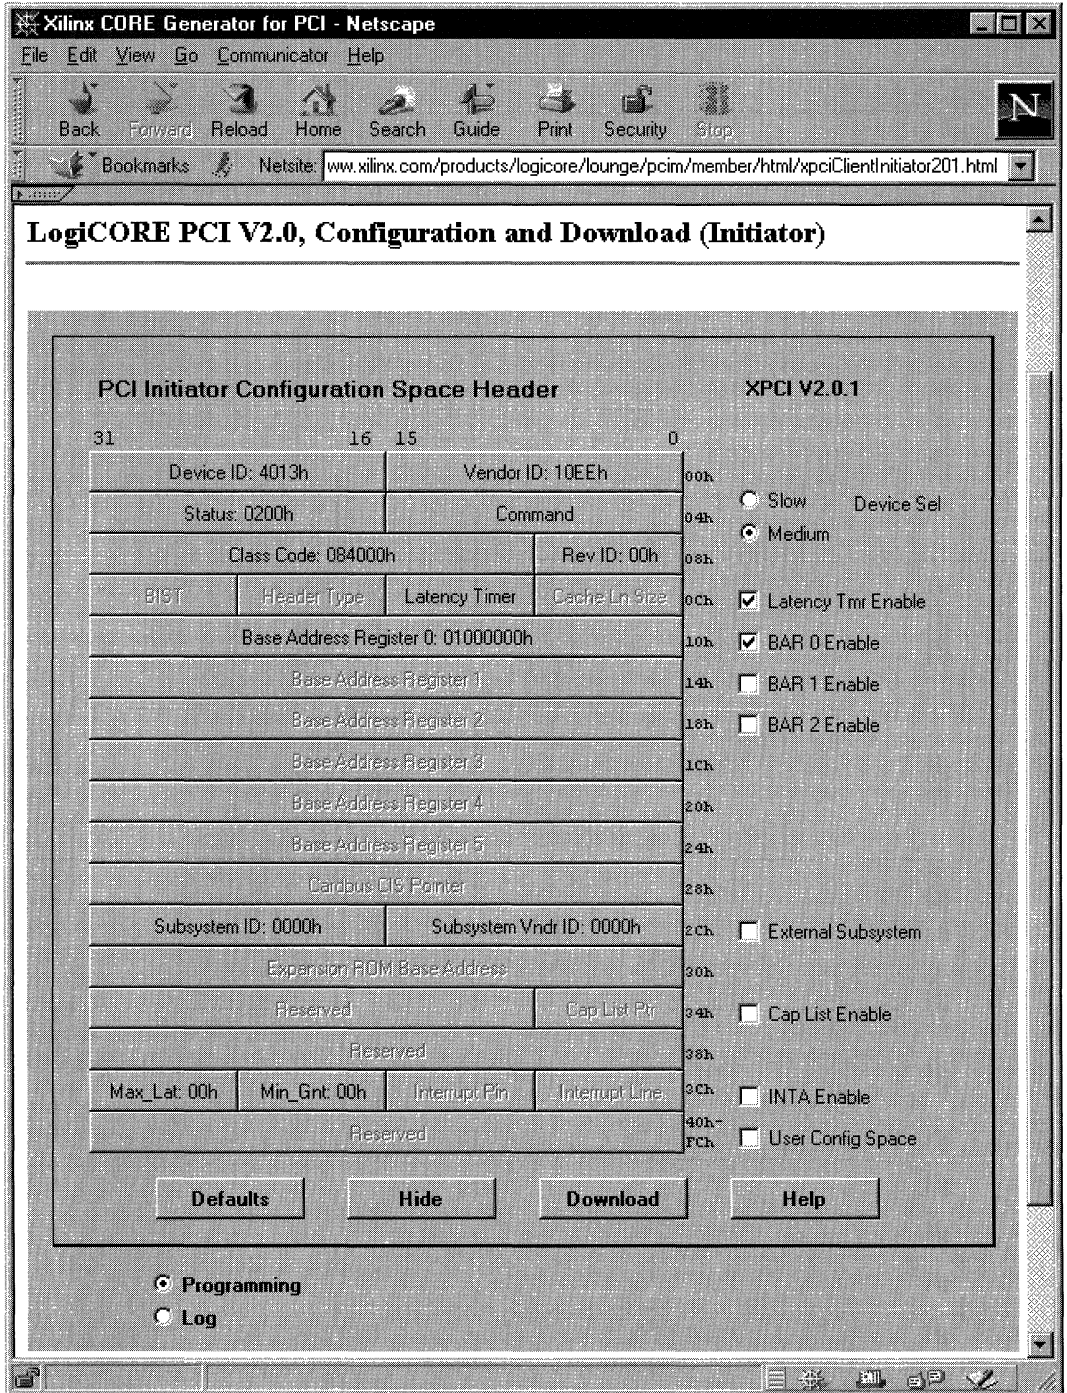 Xilinx CORE Generator for PCI - Netscape
File Edit View Go Communicator Help
Back Forward Reload Home Search Guide Print Security Stop
N
Bookmarks Netsite: ww.xilinx.com/products/logicore/lounge/pcim/member/html/xpciClientInitiator201.html
LogiCORE PCI V2.0, Configuration and Download (Initiator)
PCI Initiator Configuration Space Header XPCI V2.0.1
31 16 15 0
Device ID: 4013h Vendor ID: 10EEh 00h
Slow Device Sel
Status: 0200h Command 04h
Medium
Class Code: 084000h Rev ID: 00h 08h
BIST Header Type Latency Timer Cache Ln Size 0Ch Latency Tmr Enable
Base Address Register 0: 01000000h 10h BAR 0 Enable
Base Address Register 1 14h BAR 1 Enable
Base Address Register 2 18h BAR 2 Enable
Base Address Register 3 1Ch
Base Address Register 4 20h
Base Address Register 5 24h
Cardbus CIS Pointer 28h
Subsystem ID: 0000h Subsystem Vndr ID: 0000h 2Ch External Subsystem
Expansion ROM Base Address 30h
Reserved Cap List Ptr 34h Cap List Enable
Reserved 38h
Max_Lat: 00h Min_Gnt: 00h Interrupt Pin Interrupt Line 3Ch INTA Enable
Reserved 40h-FCh User Config Space
Defaults Hide Download Help
Programming
Log